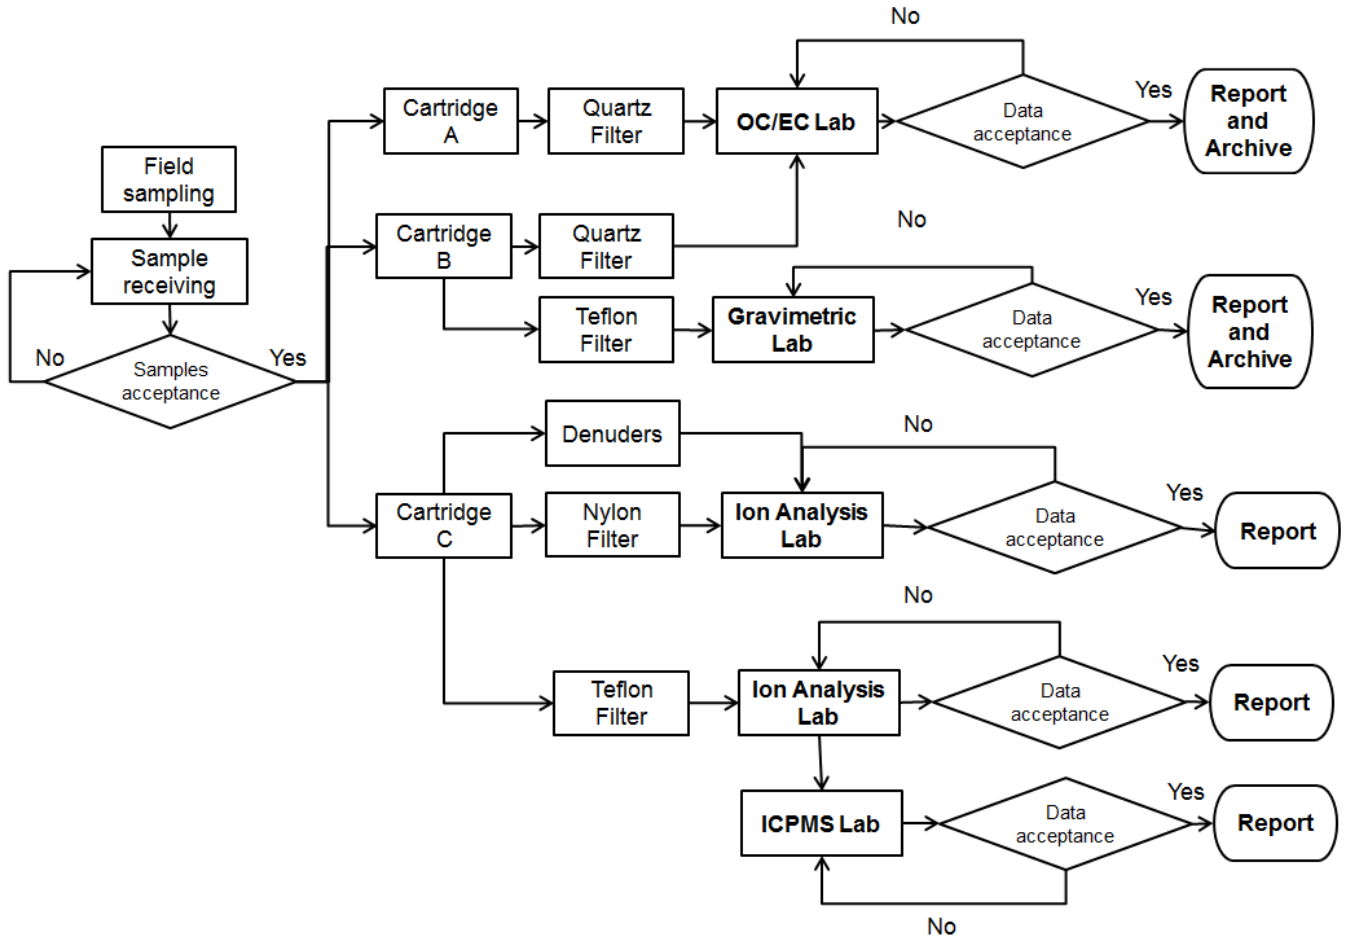 No
Cartridge
A
Quartz
Filter
OC/EC Lab
Data
acceptance
Yes
Report
and
Archive
Field
sampling
Sample
receiving
No
Yes
Samples
acceptance
Cartridge
B
Quartz
Filter
No
Teflon
Filter
Gravimetric
Lab
Data
acceptance
Yes
Report
and
Archive
Denuders
No
Cartridge
C
Nylon
Filter
Ion Analysis
Lab
Data
acceptance
Yes
Report
No
Teflon
Filter
Ion Analysis
Lab
Data
acceptance
Yes
Report
ICPMS Lab
Data
acceptance
Yes
Report
No